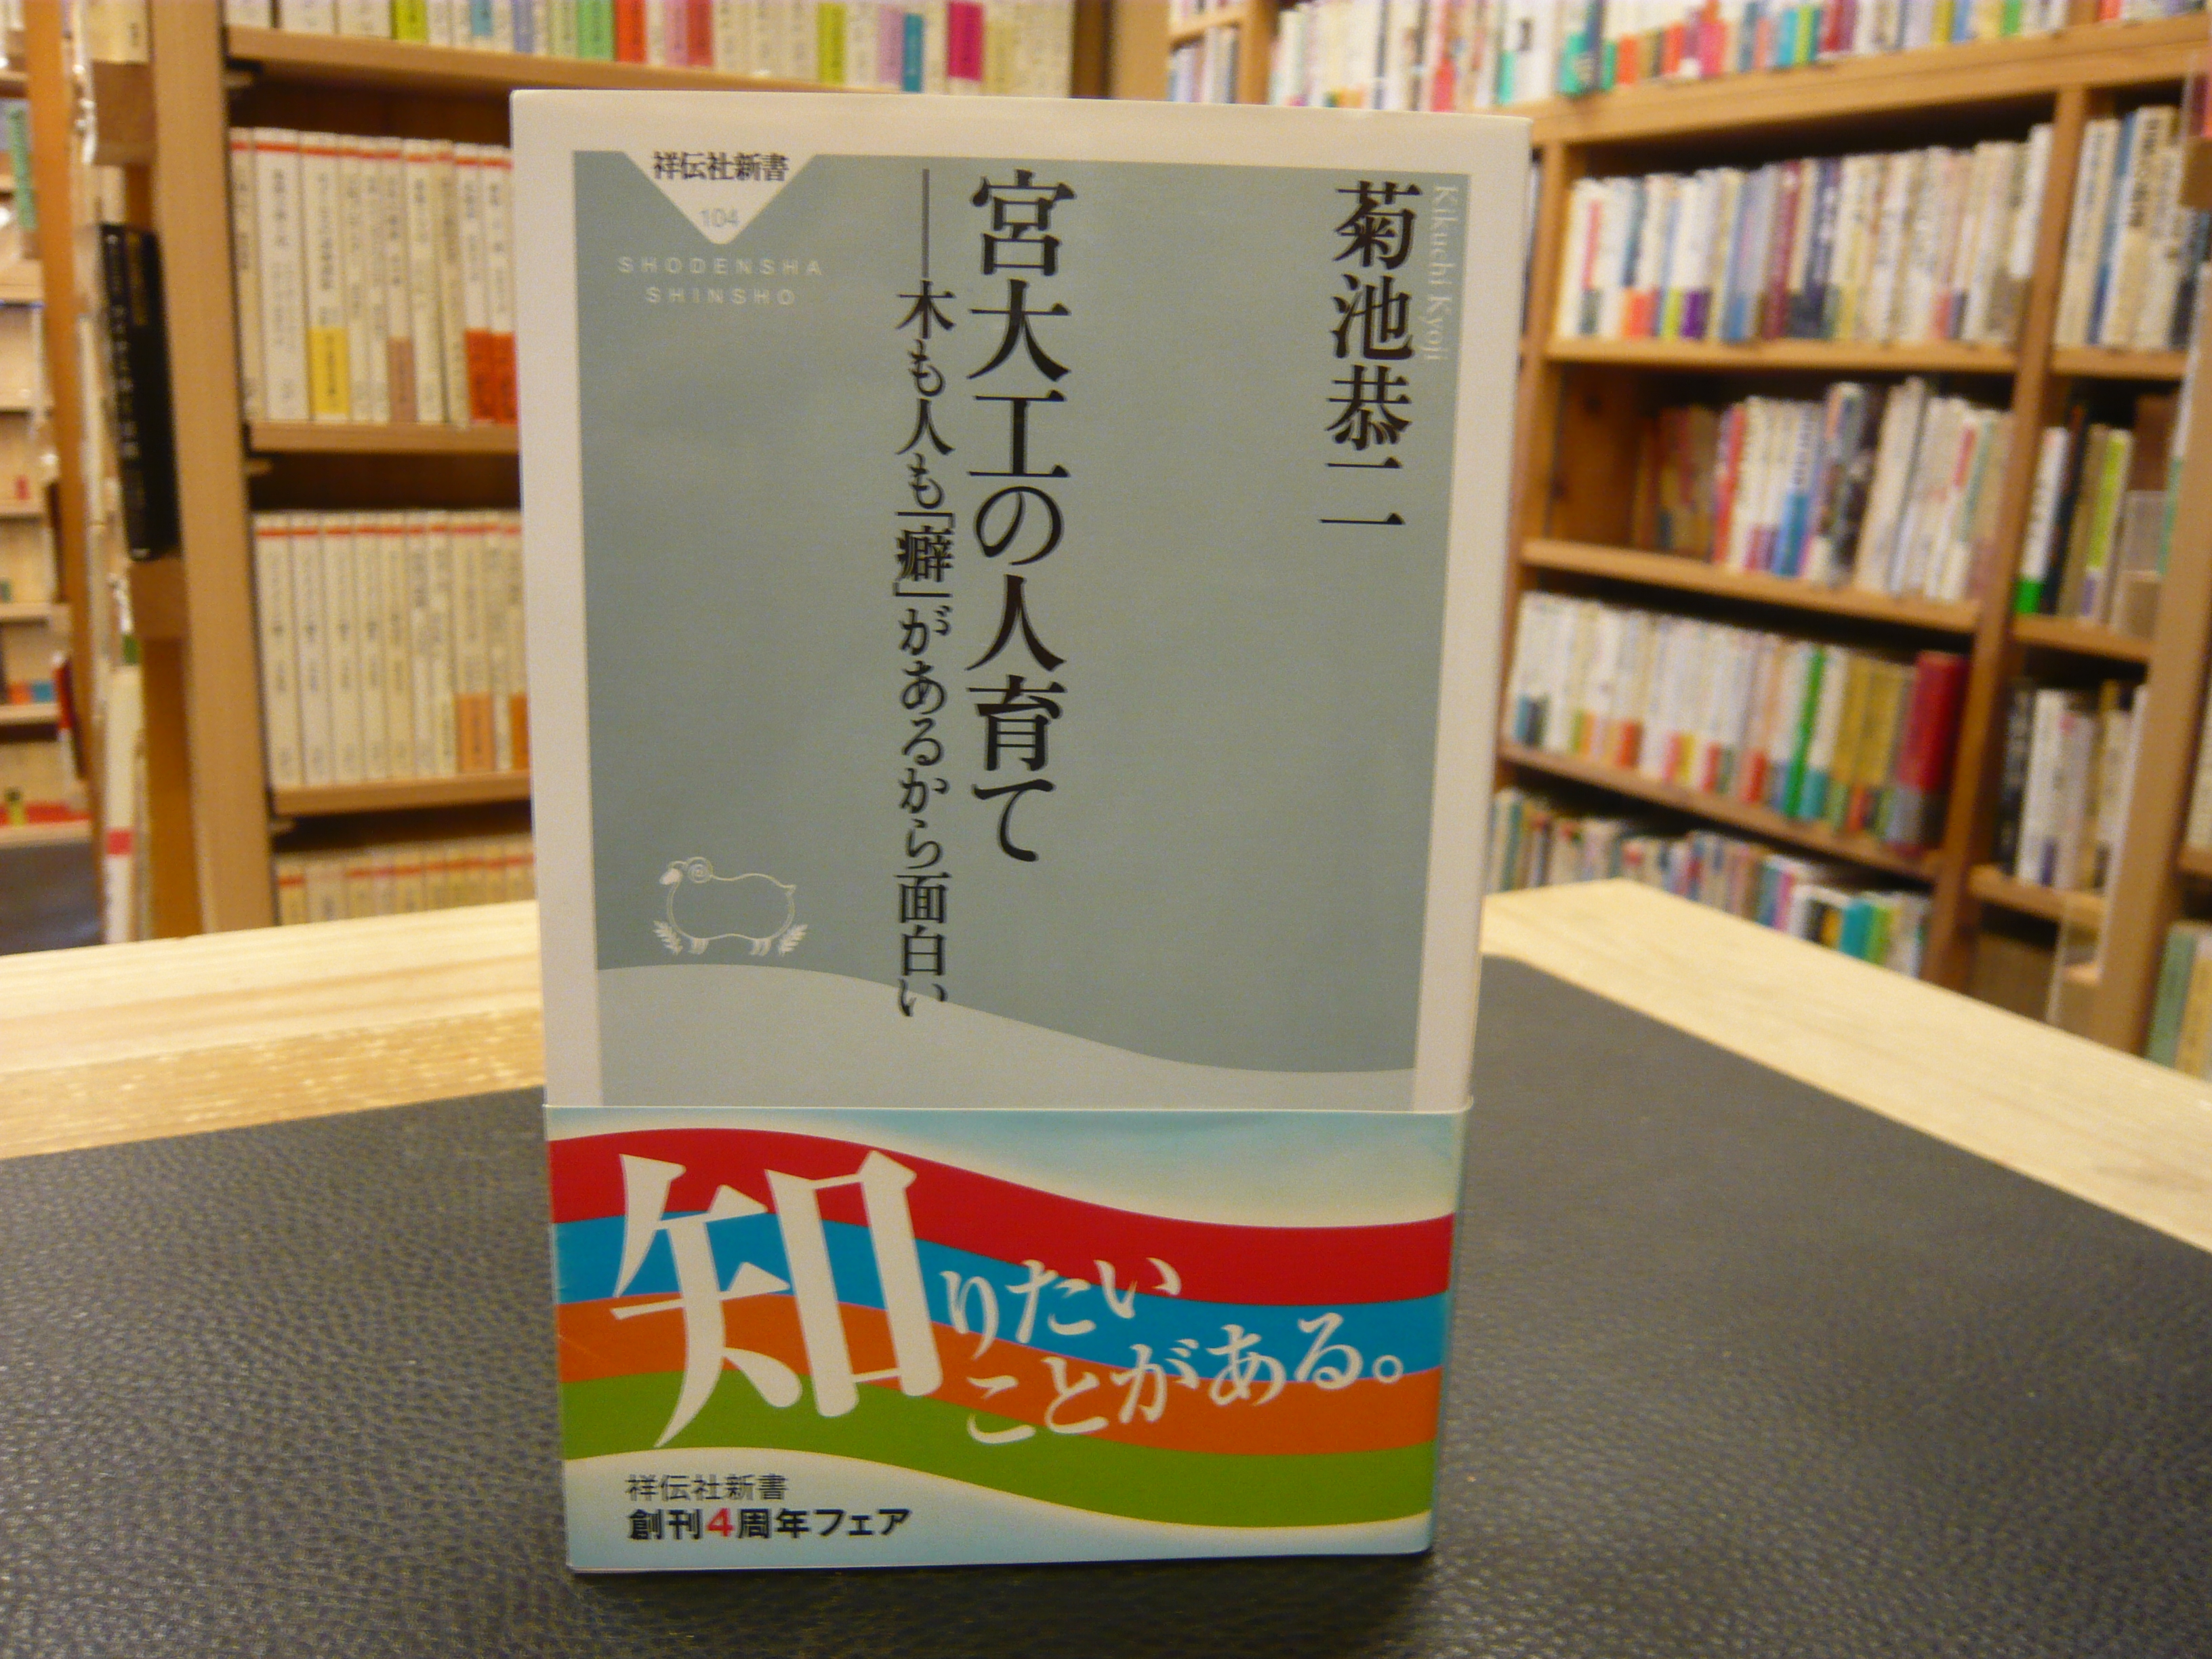 菊池恭二
Kikuchi Kyoji
宮大工の人育て
——木も人も「癖」があるから面白い
祥伝社新書
104
SHODENSHA
SHINSHO
知りたい
ことがある。
祥伝社新書
創刊4周年フェア